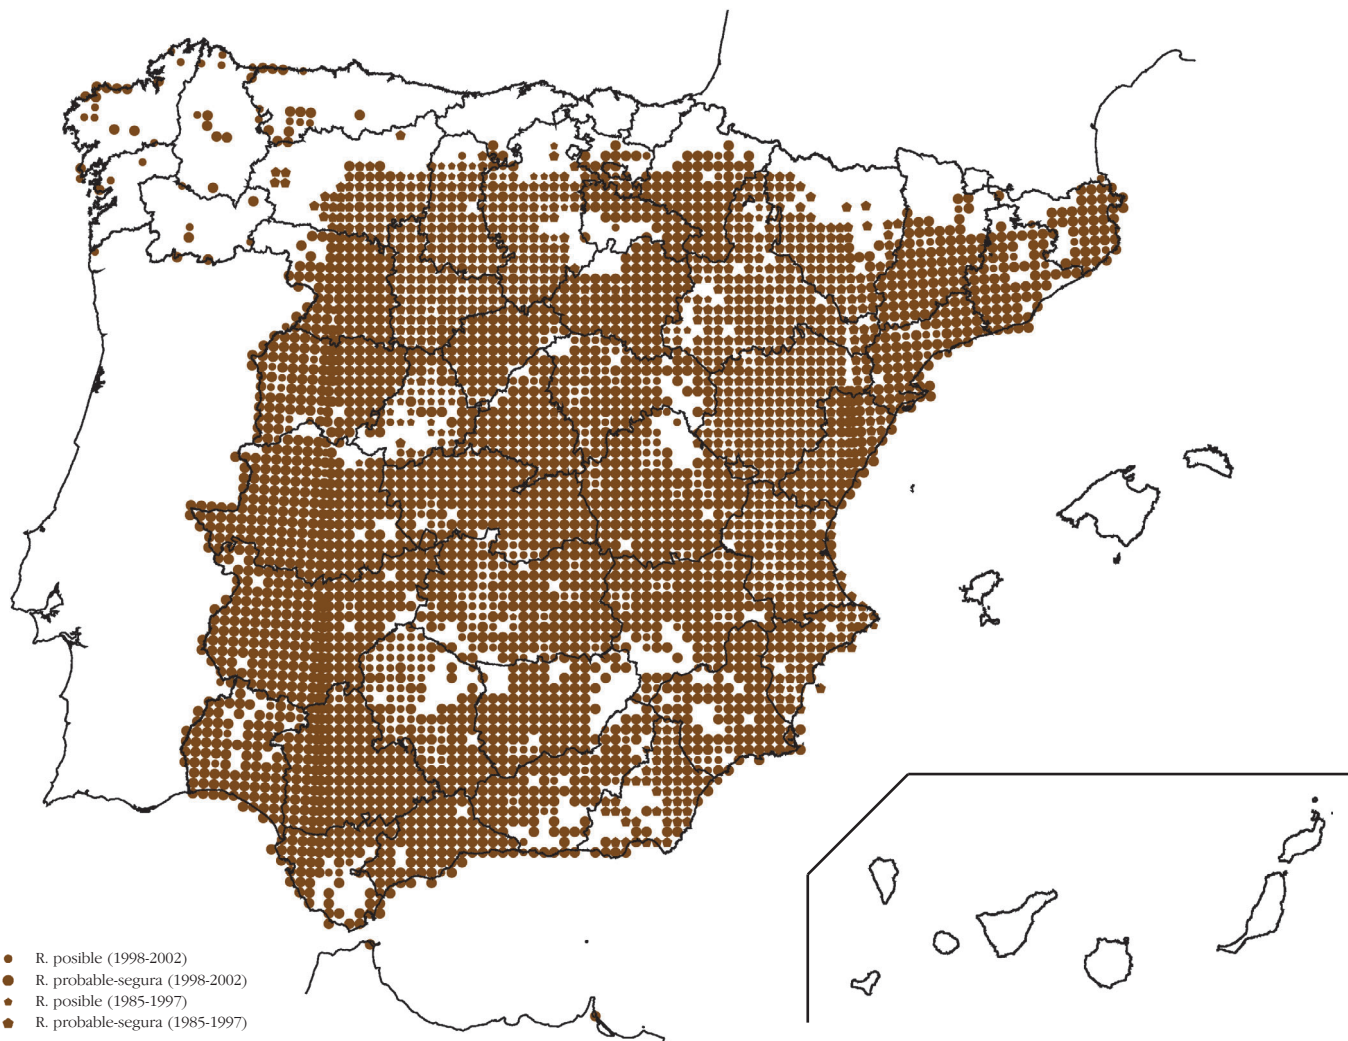 R. posible (1998-2002)
R. probable-segura (1998-2002)
R. posible (1985-1997)
R. probable-segura (1985-1997)